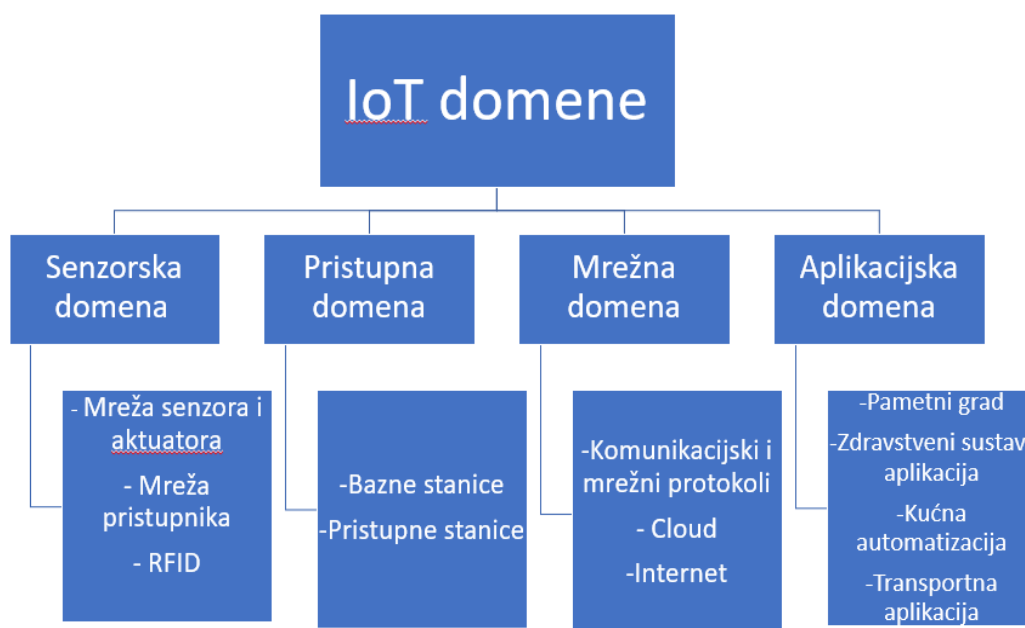 IoT domene
Senzorska
domena
Pristupna
domena
Mrežna
domena
Aplikacijska
domena
- Mreža senzora i
aktuatora
- Mreža
pristupnika
- RFID
-Bazne stanice
-Pristupne stanice
-Komunikacijski i
mrežni protokoli
- Cloud
-Internet
-Pametni grad
-Zdravstveni sustav
aplikacija
-Kućna
automatizacija
-Transportna
aplikacija